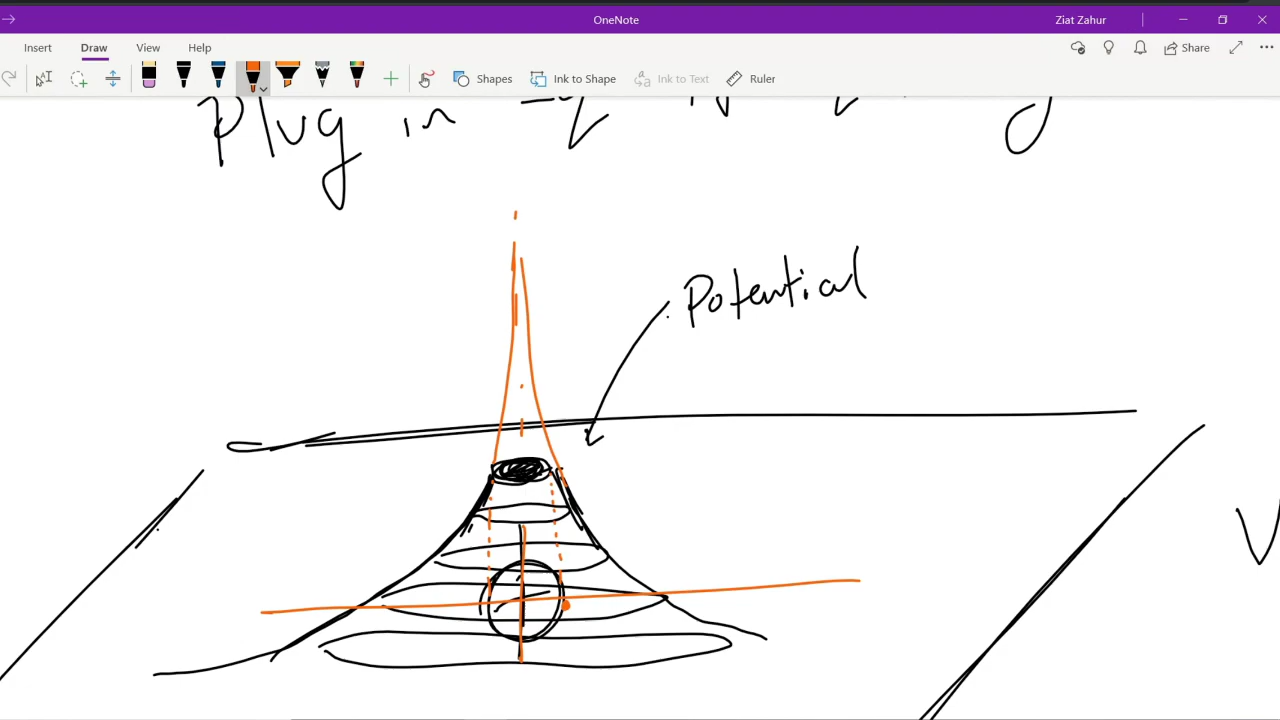 OneNote
Ziat Zahur
Insert Draw View Help
Share
Shapes Ink to Shape Ink to Text Ruler
Plug in
Potential
V